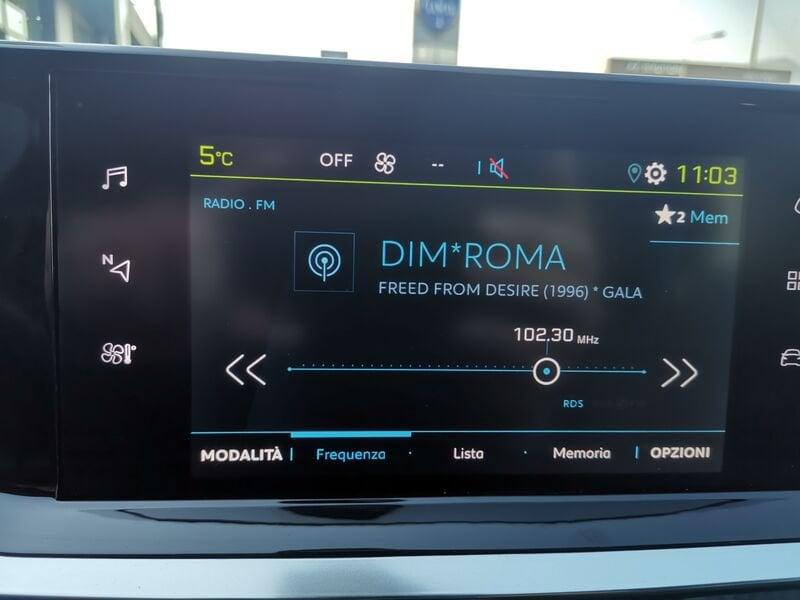 5°C OFF -- 11:03
RADIO . FM
2 Mem
DIM*ROMA
FREED FROM DESIRE (1996) * GALA
N
102.30 MHz
RDS
MODALITÀ Frequenza Lista Memoria OPZIONI